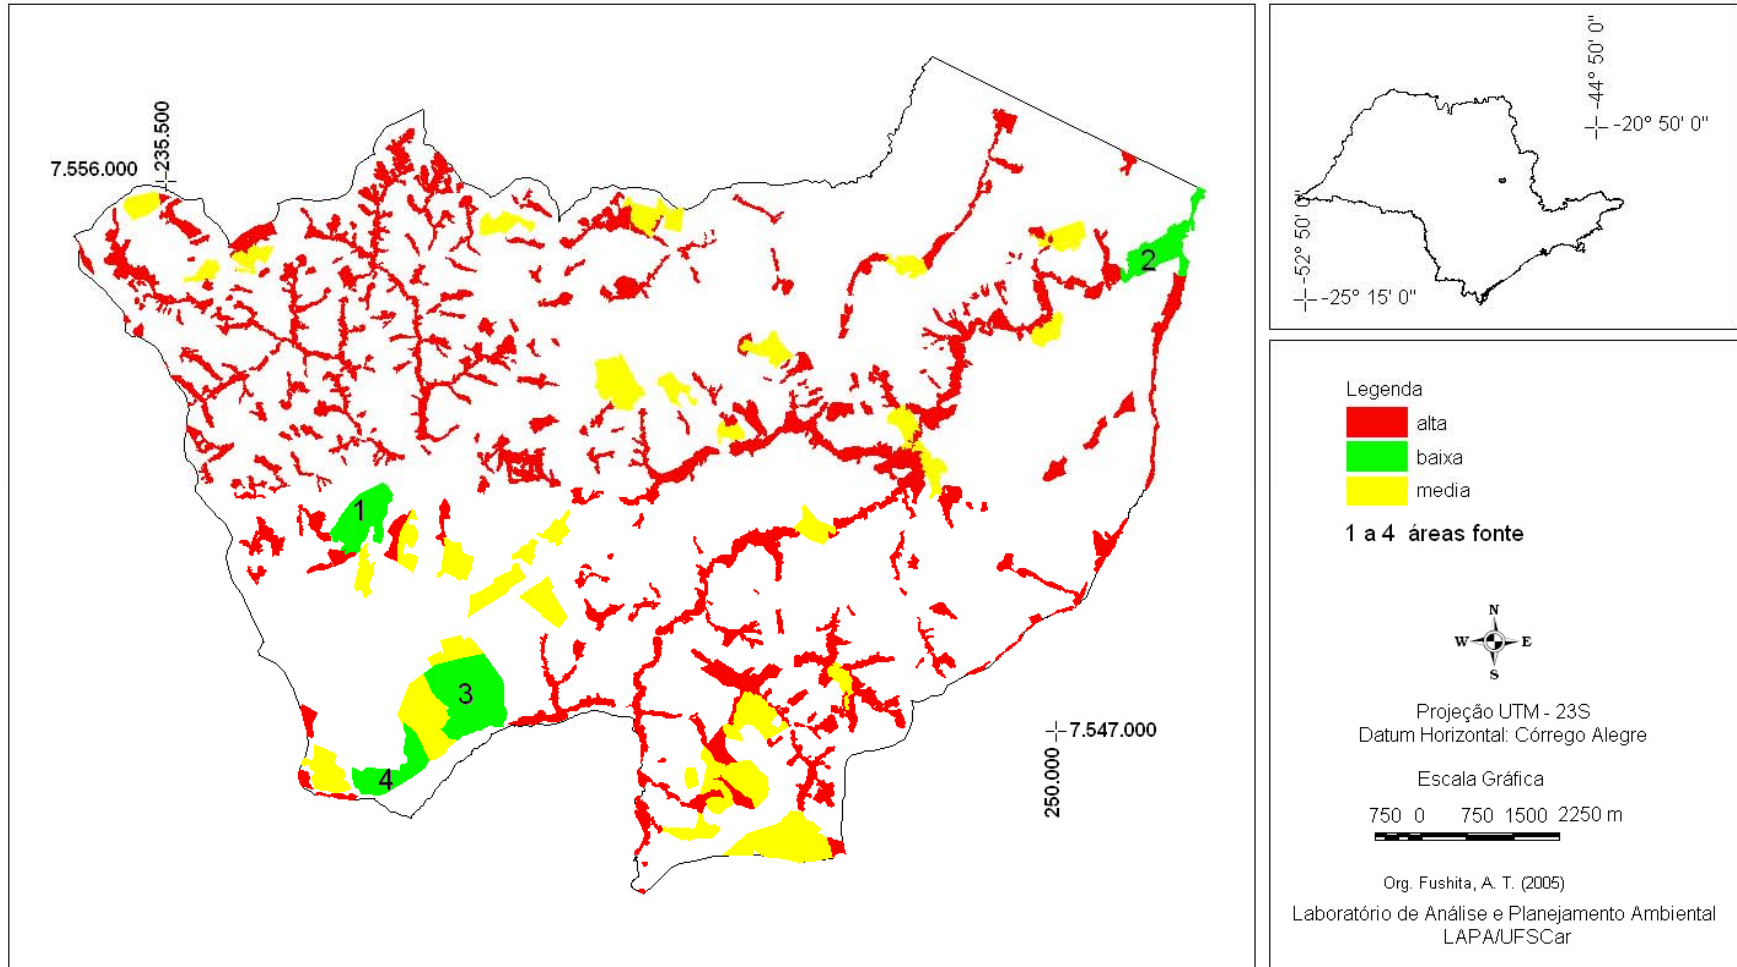 7.556.000
235.500
1
2
3
4
7.547.000
250.000
-44° 50' 0"
-20° 50' 0"
-52° 50' 0"
-25° 15' 0"
Legenda
alta
baixa
media
1 a 4 áreas fonte
N
W E
S
Projeção UTM - 23S
Datum Horizontal: Córrego Alegre
Escala Gráfica
750 0 750 1500 2250 m
Org. Fushita, A. T. (2005)
Laboratório de Análise e Planejamento Ambiental
LAPA/UFSCar